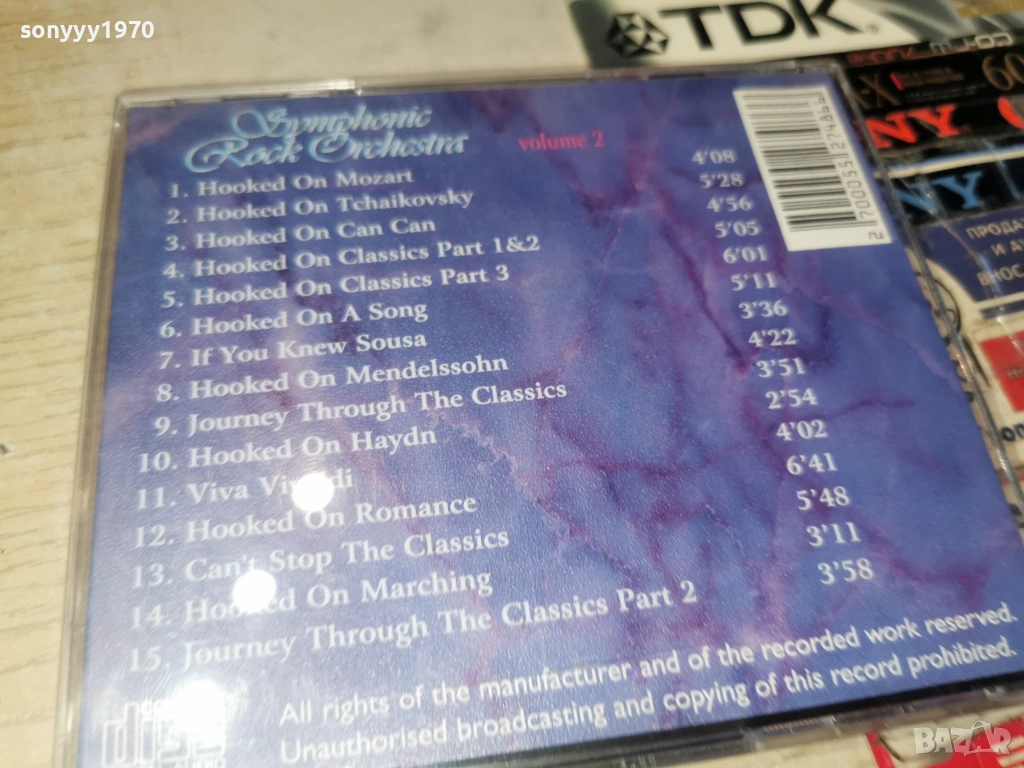 sonyyy1970
TDK
Symphonic
Rock Orchestra
volume 2
1. Hooked On Mozart 4'08
2. Hooked On Tchaikovsky 5'28
3. Hooked On Can Can 4'56
4. Hooked On Classics Part 1&2 5'05
5. Hooked On Classics Part 3 6'01
6. Hooked On A Song 5'11
7. If You Knew Sousa 3'36
8. Hooked On Mendelssohn 4'22
9. Journey Through The Classics 3'51
10. Hooked On Haydn 2'54
11. Viva Vivaldi 4'02
12. Hooked On Romance 6'41
13. Can't Stop The Classics 5'48
14. Hooked On Marching 3'11
15. Journey Through The Classics Part 2 3'58
All rights of the manufacturer and of the recorded work reserved.
Unauthorised broadcasting and copying of this record prohibited.
60
NY
NY
ПРОДА
И А
ВНОС
BAZAR